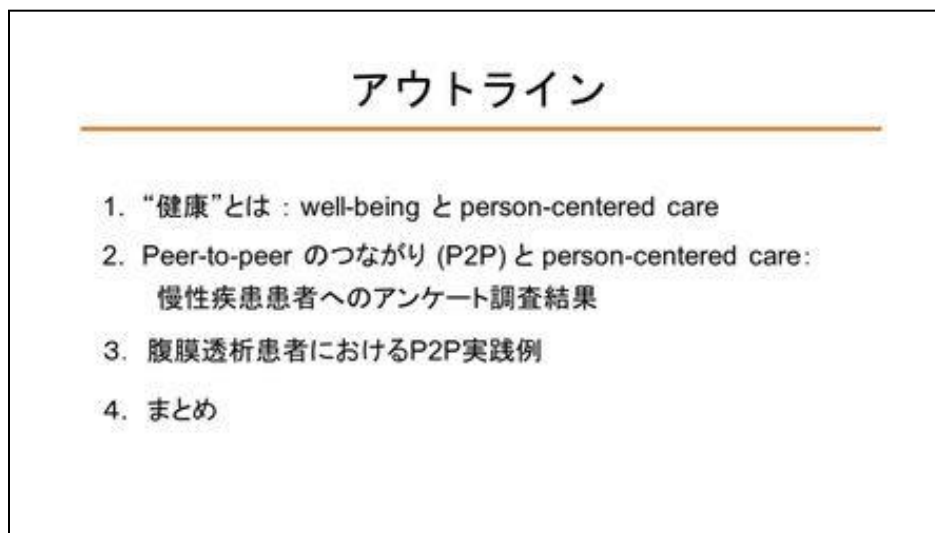 アウトライン
1. “健康”とは : well-being と person-centered care
2. Peer-to-peer のつながり (P2P) と person-centered care:
慢性疾患患者へのアンケート調査結果
3. 腹膜透析患者におけるP2P実践例
4. まとめ